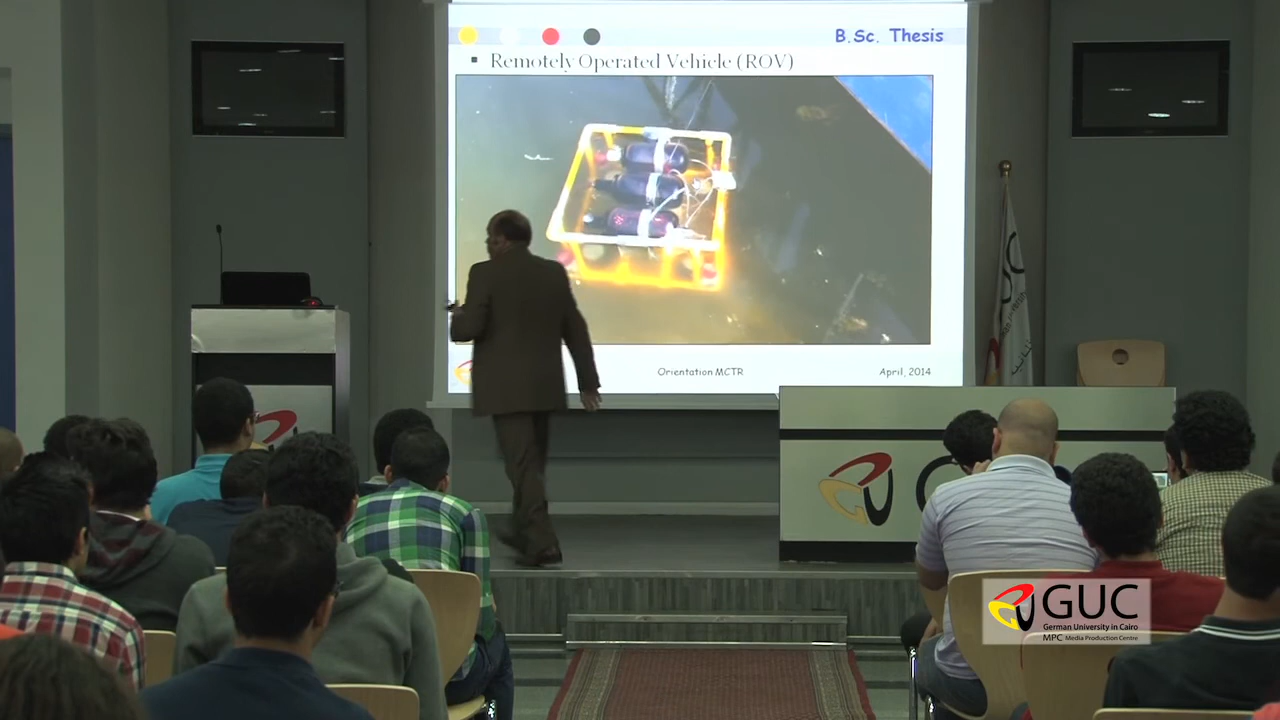 B.Sc. Thesis
▪ Remotely Operated Vehicle (ROV)
Orientation MCTR
April, 2014
GUC
German University in Cairo
MPC Media Production Centre